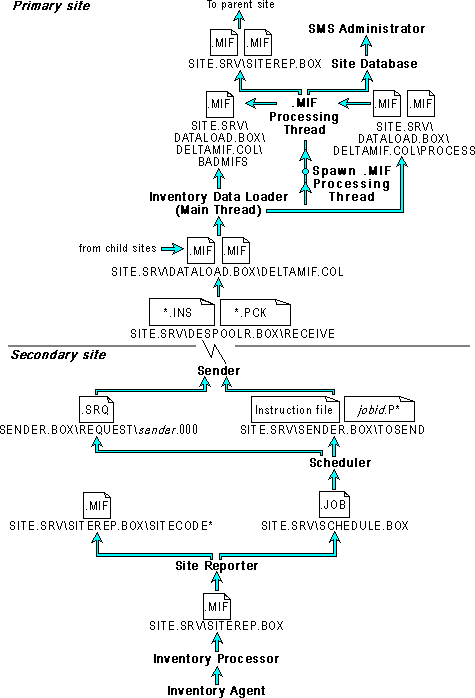 Primary site
To parent site
.MIF .MIF
SITE.SRV\SITEREP.BOX
SMS Administrator
Site Database
.MIF
SITE.SRV\
DATALOAD.BOX\
DELTAMIF.COL\
BADMIFS
.MIF
Processing
Thread
.MIF .MIF
SITE.SRV\
DATALOAD.BOX\
DELTAMIF.COL\PROCESS
Spawn .MIF
Processing
Thread
Inventory Data Loader
(Main Thread)
from child sites
.MIF .MIF
SITE.SRV\DATALOAD.BOX\DELTAMIF.COL
*.INS *.PCK
SITE.SRV\DESPOOLR.BOX\RECEIVE
Secondary site
Sender
.SRQ
SENDER.BOX\REQUEST\sender.000
Instruction file jobid.P*
SITE.SRV\SENDER.BOX\TOSEND
Scheduler
.MIF
SITE.SRV\SITEREP.BOX\SITECODE*
.JOB
SITE.SRV\SCHEDULE.BOX
Site Reporter
.MIF
SITE.SRV\SITEREP.BOX
Inventory Processor
Inventory Agent